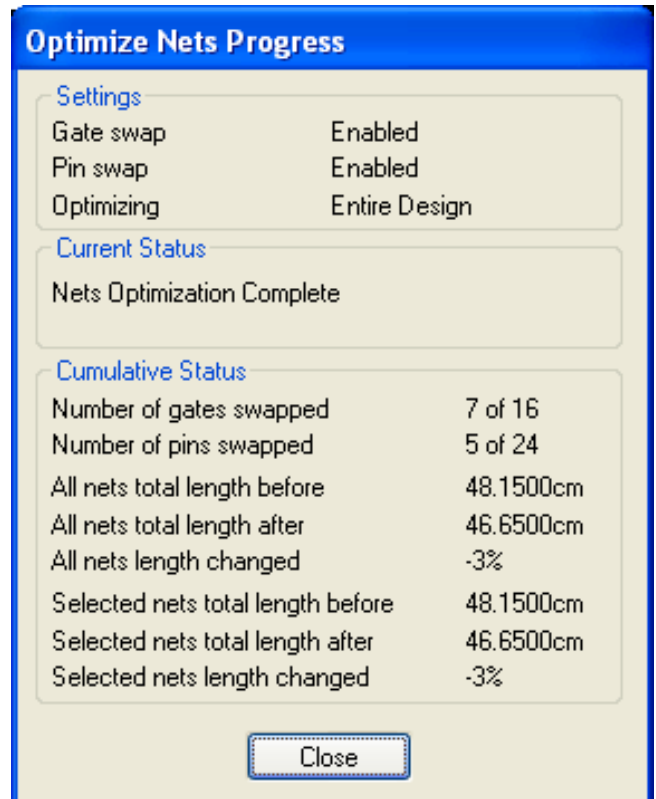 Optimize Nets Progress
Settings
Gate swap Enabled
Pin swap Enabled
Optimizing Entire Design
Current Status
Nets Optimization Complete
Cumulative Status
Number of gates swapped 7 of 16
Number of pins swapped 5 of 24
All nets total length before 48.1500cm
All nets total length after 46.6500cm
All nets length changed -3%
Selected nets total length before 48.1500cm
Selected nets total length after 46.6500cm
Selected nets length changed -3%
Close